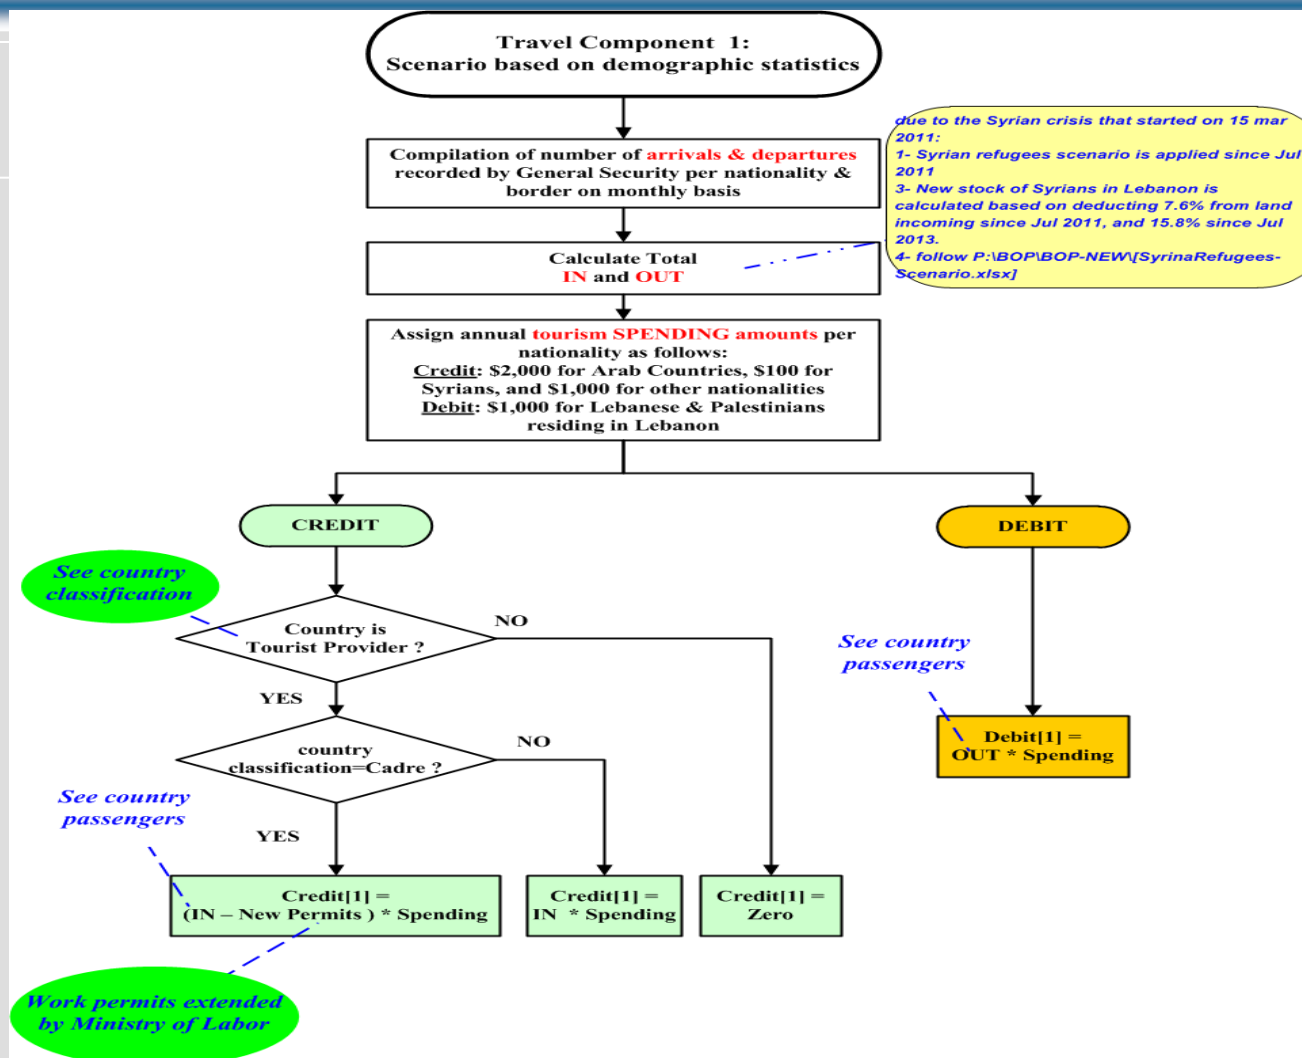 Travel Component 1:
Scenario based on demographic statistics
Compilation of number of arrivals & departures
recorded by General Security per nationality &
border on monthly basis
due to the Syrian crisis that started on 15 mar
2011:
1- Syrian refugees scenario is applied since Jul
2011
3- New stock of Syrians in Lebanon is
calculated based on deducting 7.6% from land
incoming since Jul 2011, and 15.8% since Jul
2013.
4- follow P:\BOP\BOP-NEW\[SyrinaRefugees-
Scenario.xlsx]
Calculate Total
IN and OUT
Assign annual tourism SPENDING amounts per
nationality as follows:
Credit: $2,000 for Arab Countries, $100 for
Syrians, and $1,000 for other nationalities
Debit: $1,000 for Lebanese & Palestinians
residing in Lebanon
CREDIT
DEBIT
See country
classification
Country is
Tourist Provider ?
NO
YES
See country
passengers
country
classification=Cadre ?
NO
YES
Debit[1] =
OUT * Spending
See country
passengers
Credit[1] =
(IN – New Permits ) * Spending
Credit[1] =
IN * Spending
Credit[1] =
Zero
Work permits extended
by Ministry of Labor